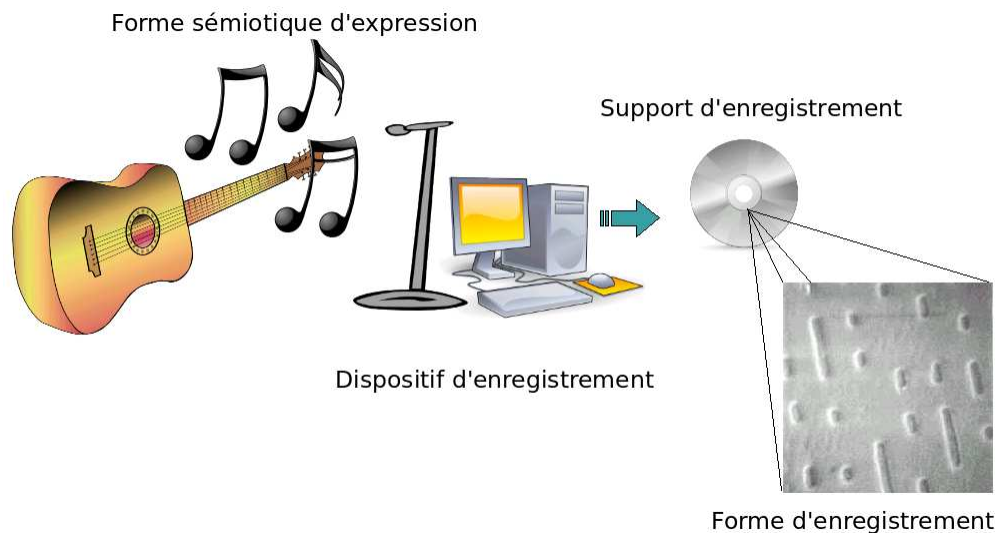 Forme sémiotique d'expression
Support d'enregistrement
Dispositif d'enregistrement
Forme d'enregistrement